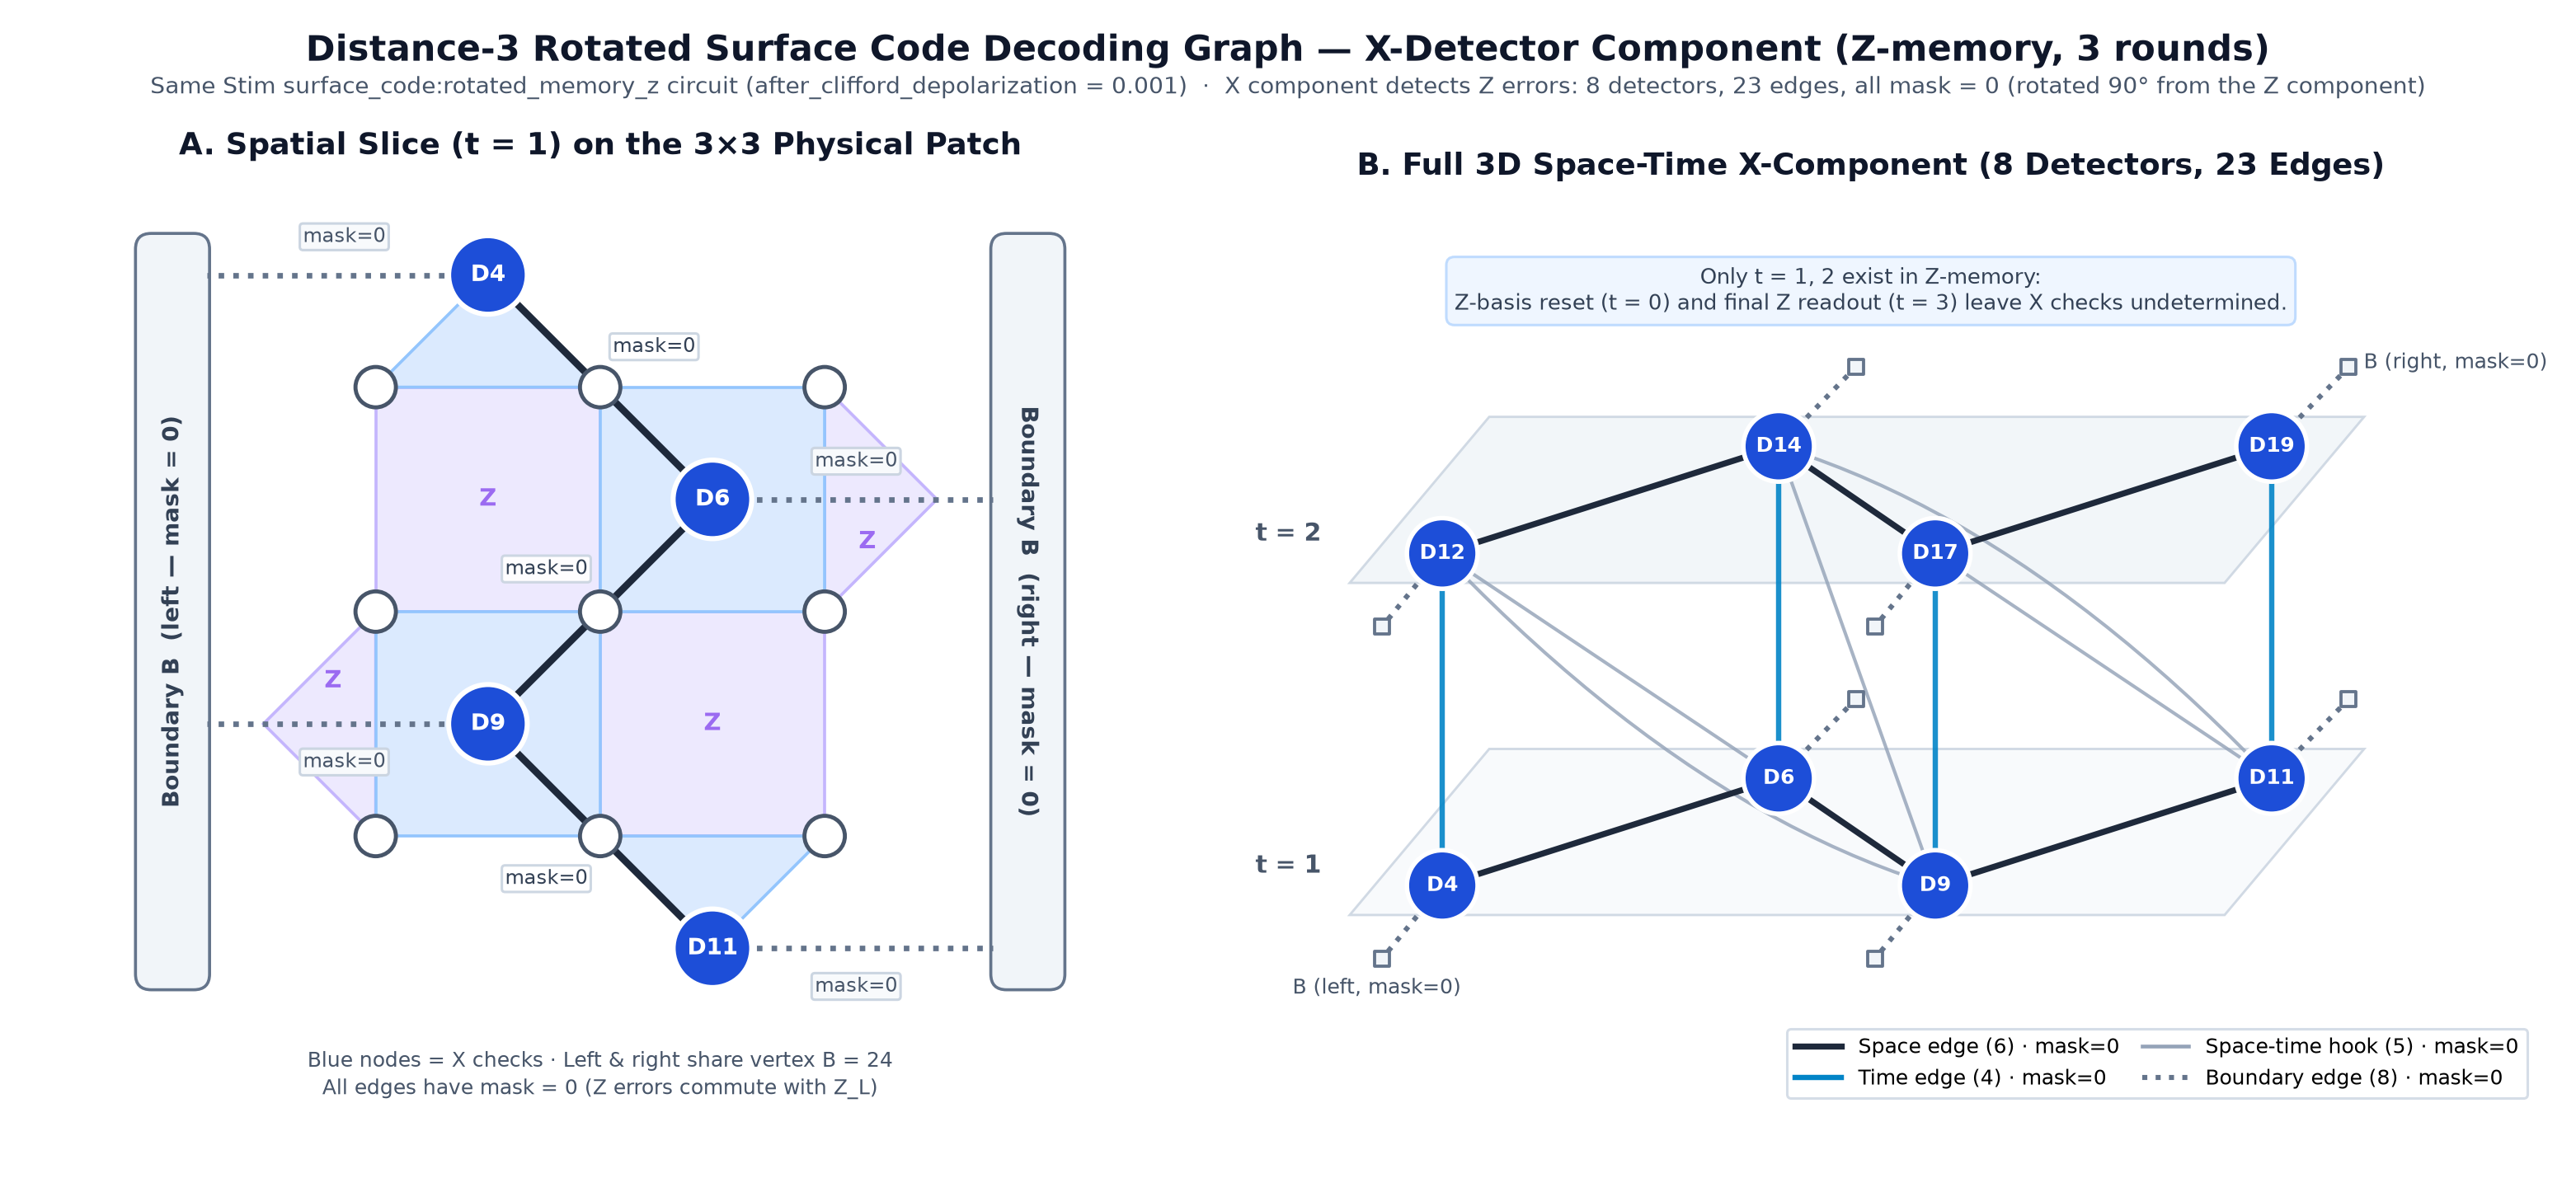 Distance-3 Rotated Surface Code Decoding Graph — X-Detector Component (Z-memory, 3 rounds)
Same Stim surface_code:rotated_memory_z circuit (after_clifford_depolarization = 0.001)  ·  X component detects Z errors: 8 detectors, 23 edges, all mask = 0 (rotated 90° from the Z component)
A. Spatial Slice (t = 1) on the 3×3 Physical Patch
mask=0
D4
mask=0
mask=0
Z
D6
Z
mask=0
Z
D9
Z
mask=0
mask=0
D11
mask=0
Boundary B  (left — mask = 0)
Boundary B  (right — mask = 0)
Blue nodes = X checks · Left & right share vertex B = 24
All edges have mask = 0 (Z errors commute with Z_L)
B. Full 3D Space-Time X-Component (8 Detectors, 23 Edges)
Only t = 1, 2 exist in Z-memory:
Z-basis reset (t = 0) and final Z readout (t = 3) leave X checks undetermined.
B (right, mask=0)
D14
D19
t = 2
D12
D17
D6
D11
t = 1
D4
D9
B (left, mask=0)
Space edge (6) · mask=0
Time edge (4) · mask=0
Space-time hook (5) · mask=0
Boundary edge (8) · mask=0